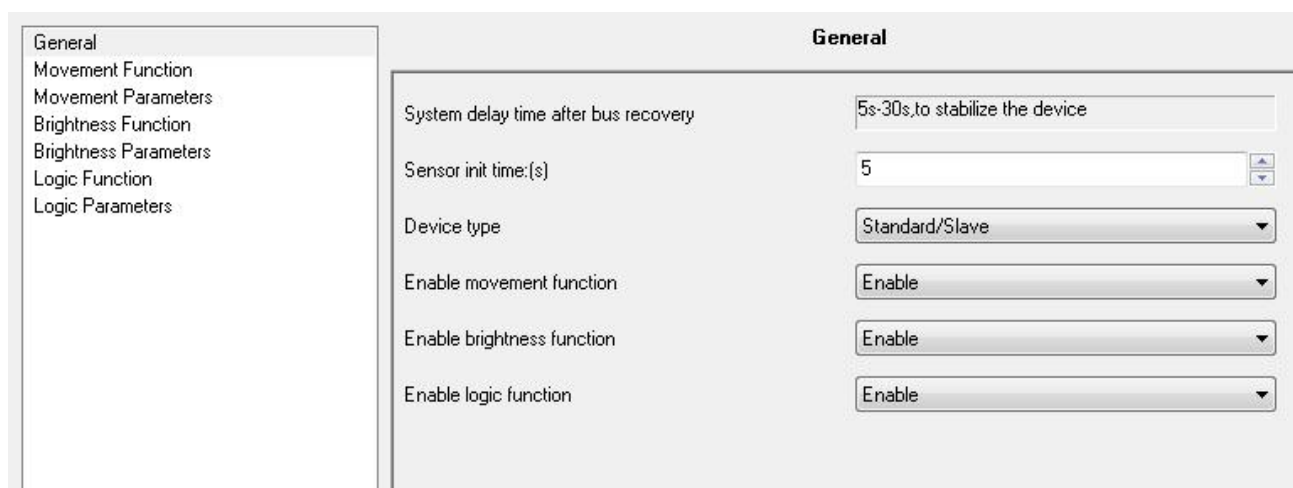 General
Movement Function
Movement Parameters
Brightness Function
Brightness Parameters
Logic Function
Logic Parameters
General
System delay time after bus recovery 5s-30s,to stabilize the device
Sensor init time:(s) 5
Device type Standard/Slave
Enable movement function Enable
Enable brightness function Enable
Enable logic function Enable